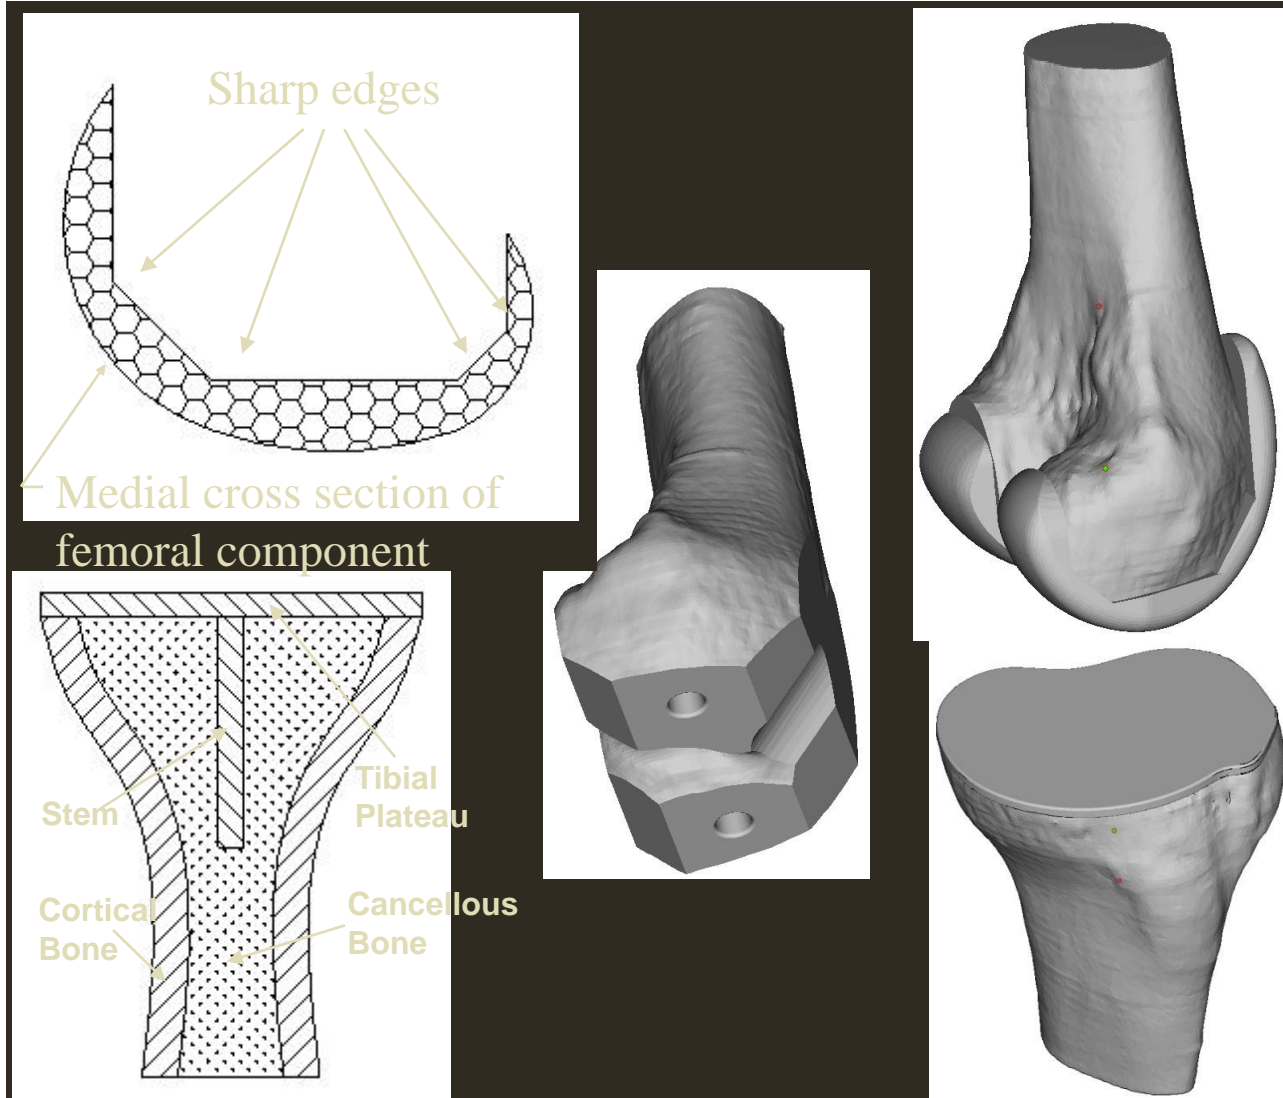 Sharp edges
Medial cross section of
femoral component
Tibial
Plateau
Stem
Cortical
Bone
Cancellous
Bone